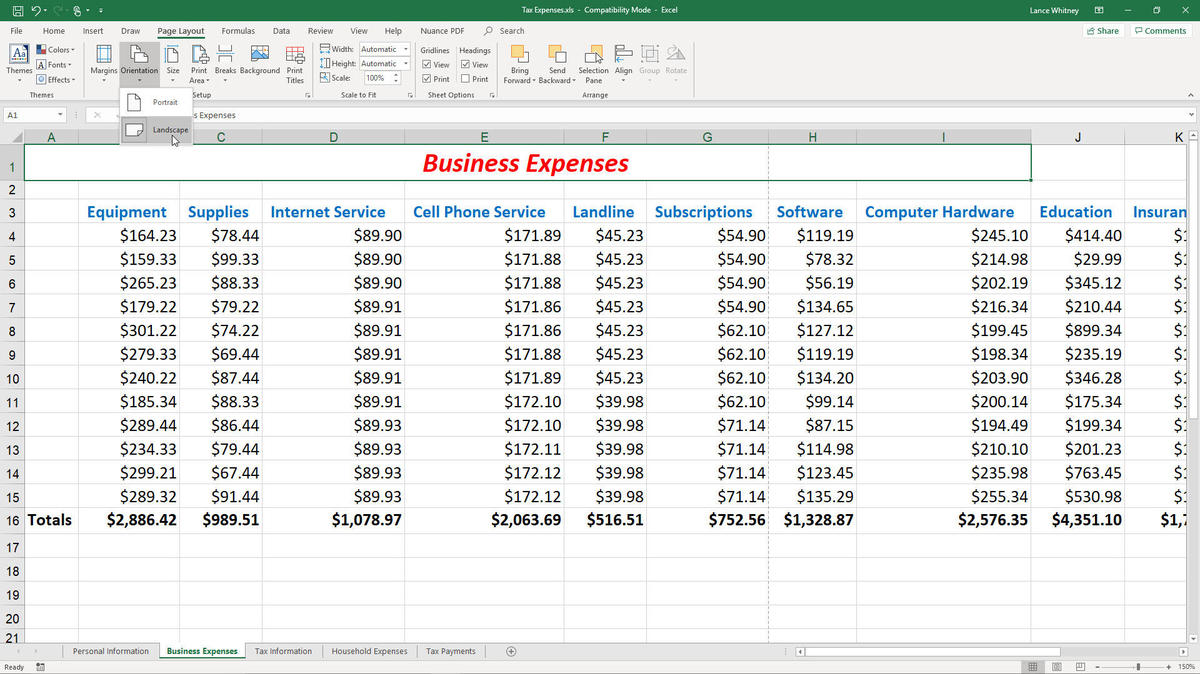 Tax Expenses.xls - Compatibility Mode - Excel
Lance Whitney
File Home Insert Draw Page Layout Formulas Data Review View Help Nuance PDF Search
Share Comments
Themes
Colors
Fonts
Effects
Themes
Margins Orientation Size Print Area Breaks Background Print Titles
Setup
Width: Automatic
Height: Automatic
Scale: 100%
Scale to Fit
Gridlines Headings
View View
Print Print
Sheet Options
Bring Forward Send Backward Selection Pane Align Group Rotate
Arrange
Portrait
Landscape
A1
s Expenses
A C D E F G H I J K
1 Business Expenses
2
3 Equipment Supplies Internet Service Cell Phone Service Landline Subscriptions Software Computer Hardware Education Insuran
4 $164.23 $78.44 $89.90 $171.89 $45.23 $54.90 $119.19 $245.10 $414.40
5 $159.33 $99.33 $89.90 $171.88 $45.23 $54.90 $78.32 $214.98 $29.99
6 $265.23 $88.33 $89.90 $171.88 $45.23 $54.90 $56.19 $202.19 $345.12
7 $179.22 $79.22 $89.91 $171.86 $45.23 $54.90 $134.65 $216.34 $210.44
8 $301.22 $74.22 $89.91 $171.86 $45.23 $62.10 $127.12 $199.45 $899.34
9 $279.33 $69.44 $89.91 $171.88 $45.23 $62.10 $119.19 $198.34 $235.19
10 $240.22 $87.44 $89.91 $171.89 $45.23 $62.10 $134.20 $203.90 $346.28
11 $185.34 $88.33 $89.91 $172.10 $39.98 $62.10 $99.14 $200.14 $175.34
12 $289.44 $86.44 $89.93 $172.10 $39.98 $71.14 $87.15 $194.49 $199.34
13 $234.33 $79.44 $89.93 $172.11 $39.98 $71.14 $114.98 $210.10 $201.23
14 $299.21 $67.44 $89.93 $172.12 $39.98 $71.14 $123.45 $235.98 $763.45
15 $289.32 $91.44 $89.93 $172.12 $39.98 $71.14 $135.29 $255.34 $530.98
16 Totals $2,886.42 $989.51 $1,078.97 $2,063.69 $516.51 $752.56 $1,328.87 $2,576.35 $4,351.10
17
18
19
20
21
Personal Information Business Expenses Tax Information Household Expenses Tax Payments
Ready
150%